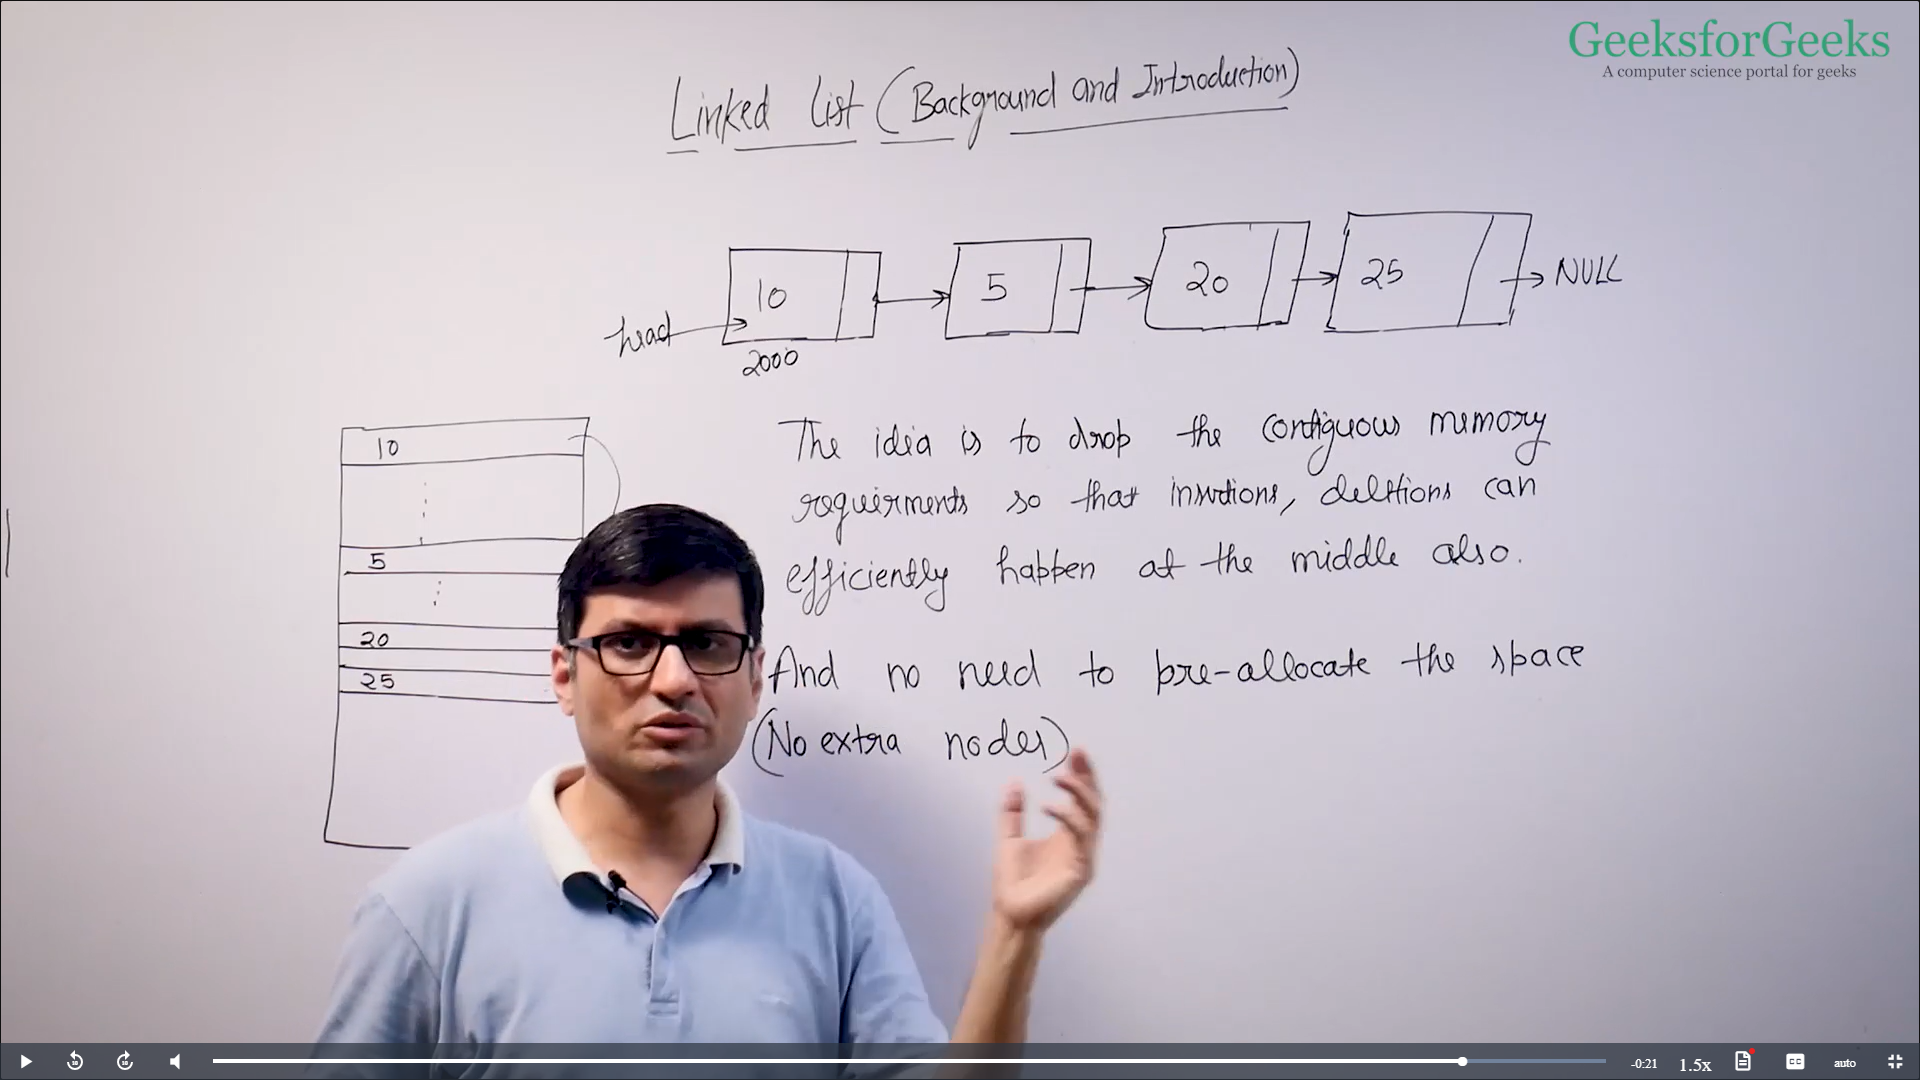 GeeksforGeeks
A computer science portal for geeks
Linked List (Background and Introduction)
10 5 20 25 NULL
head
2000
10
5
20
25
The idea is to drop the contiguous memory
requirments so that insertions, deletions can
efficiently happen at the middle also.
And no need to pre-allocate the space
(No extra nodes)
-0:21 1.5x CC auto